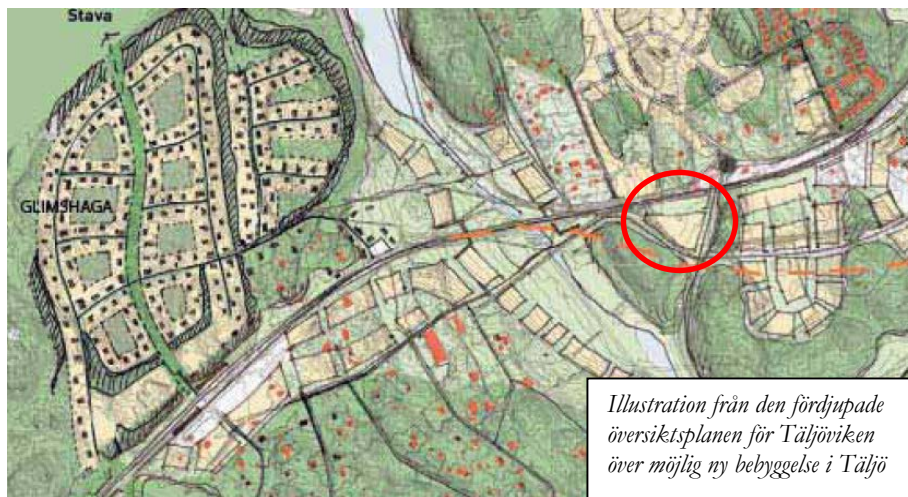 Stava
GLIMSHAGA
Illustration från den fördjupade
översiktsplanen för Täljöviken
över möjlig ny bebyggelse i Täljö